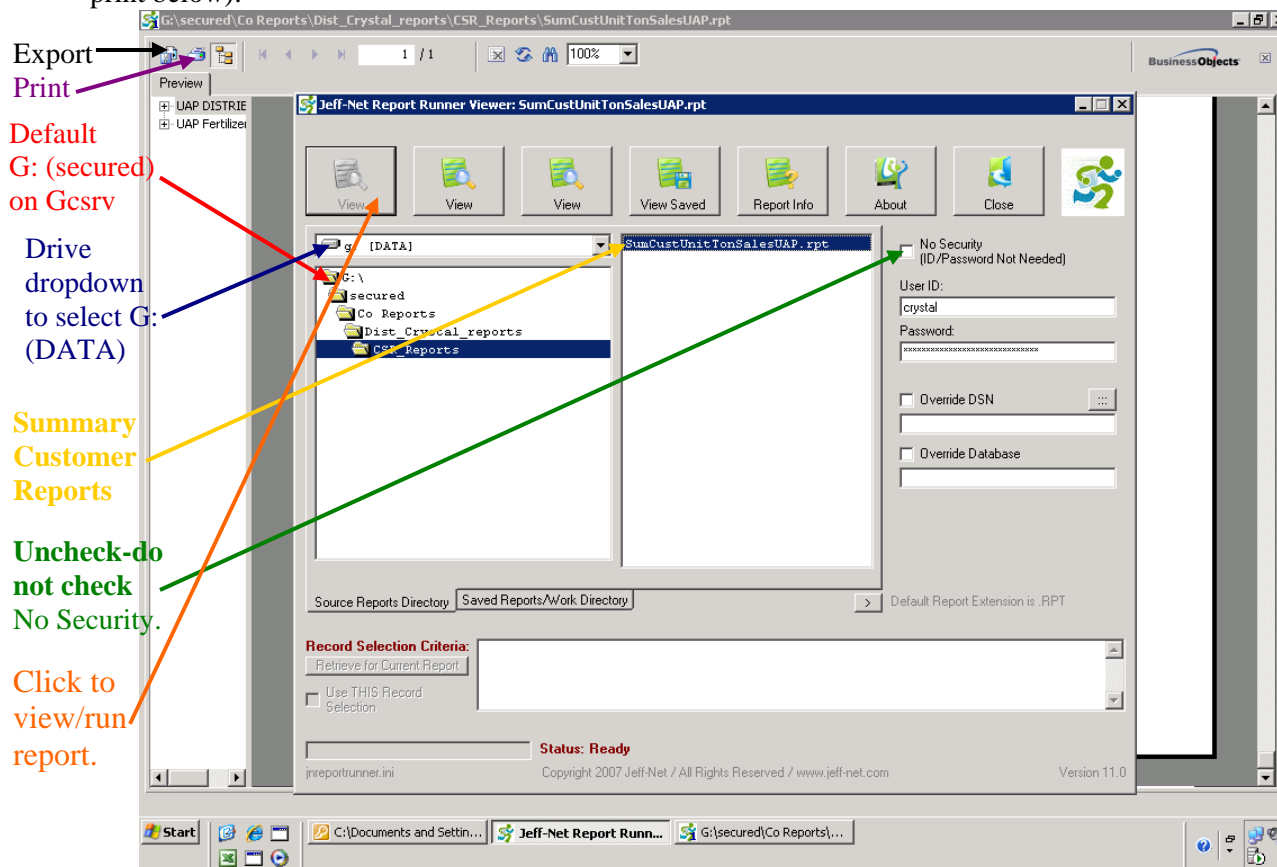 print below).
G:\secured\Co Reports\Dist_Crystal_reports\CSR_Reports\SumCustUnitTonSalesUAP.rpt
Export
Print
1 / 1
100%
BusinessObjects
Preview
UAP DISTRIE
UAP Fertilizer
Default
G: (secured)
on Gcsrv
Drive
dropdown
to select G:
(DATA)
Summary
Customer
Reports
Uncheck-do
not check
No Security.
Click to
view/run
report.
Jeff-Net Report Runner Viewer: SumCustUnitTonSalesUAP.rpt
View
View
View
View Saved
Report Info
About
Close
g: [DATA]
SumCustUnitTonSalesUAP.rpt
G:\
secured
Co Reports
Dist_Crystal_reports
CSR_Reports
No Security
(ID/Password Not Needed)
User ID:
crystal
Password:
Override DSN
:::
Override Database
Source Reports Directory
Saved Reports/Work Directory
>
Default Report Extension is .RPT
Record Selection Criteria:
Retrieve for Current Report
Use THIS Record
Selection
Status: Ready
jnreportrunner.ini
Copyright 2007 Jeff-Net / All Rights Reserved / www.jeff-net.com
Version 11.0
Start
C:\Documents and Settin...
Jeff-Net Report Runn...
G:\secured\Co Reports\...